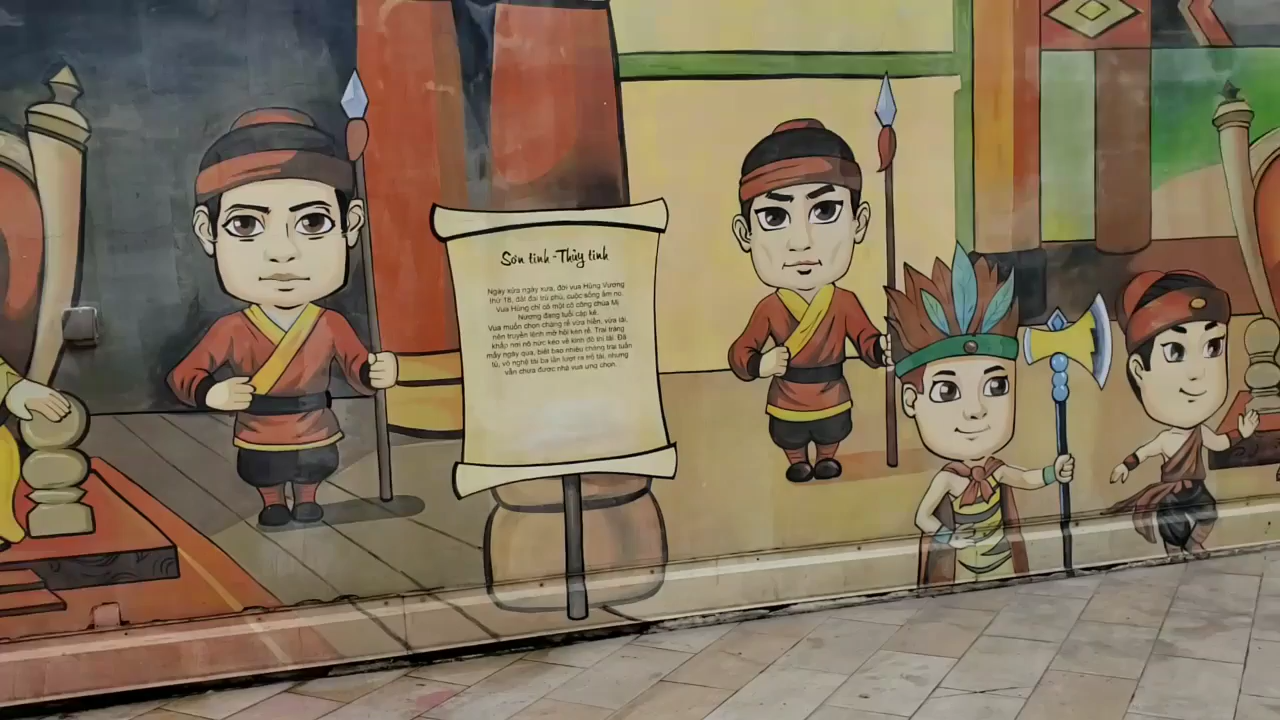 Sơn tinh - Thủy tinh
Ngày xửa ngày xưa, đời vua Hùng Vương
thứ 18, đất đai trù phú, cuộc sống ấm no.
Vua Hùng chỉ có một cô công chúa Mị
Nương đang tuổi cập kê.
Vua muốn chọn chàng rể vừa hiền, vừa tài,
nên truyền lệnh mở hội kén rể. Trai tráng
khắp nơi nô nức kéo về kinh đô thi tài. Đã
mấy ngày qua, biết bao nhiêu chàng trai tuấn
tú, võ nghệ tài ba lần lượt ra trổ tài, nhưng
vẫn chưa được nhà vua ưng chọn.